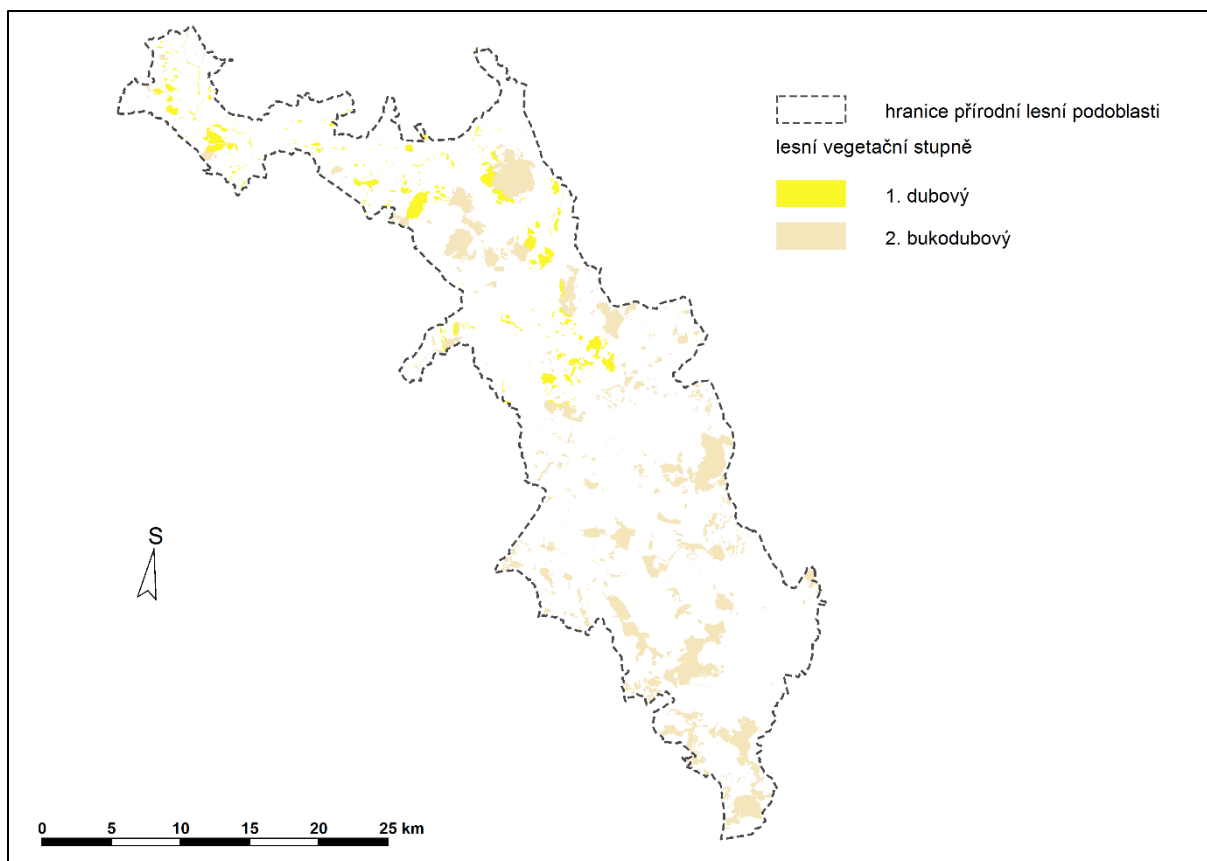 hranice přírodní lesní podoblasti
lesní vegetační stupně
1. dubový
2. bukodubový
S
0 5 10 15 20 25 km